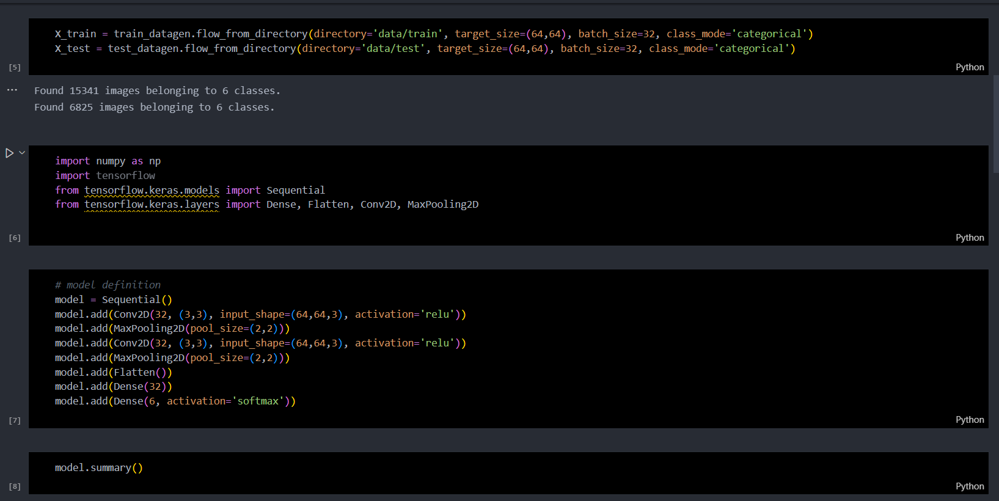 X_train = train_datagen.flow_from_directory(directory='data/train', target_size=(64,64), batch_size=32, class_mode='categorical')
X_test = test_datagen.flow_from_directory(directory='data/test', target_size=(64,64), batch_size=32, class_mode='categorical')
[5]
Python
... Found 15341 images belonging to 6 classes.
Found 6825 images belonging to 6 classes.
import numpy as np
import tensorflow
from tensorflow.keras.models import Sequential
from tensorflow.keras.layers import Dense, Flatten, Conv2D, MaxPooling2D
[6]
Python
# model definition
model = Sequential()
model.add(Conv2D(32, (3,3), input_shape=(64,64,3), activation='relu'))
model.add(MaxPooling2D(pool_size=(2,2)))
model.add(Conv2D(32, (3,3), input_shape=(64,64,3), activation='relu'))
model.add(MaxPooling2D(pool_size=(2,2)))
model.add(Flatten())
model.add(Dense(32))
model.add(Dense(6, activation='softmax'))
[7]
Python
model.summary()
[8]
Python